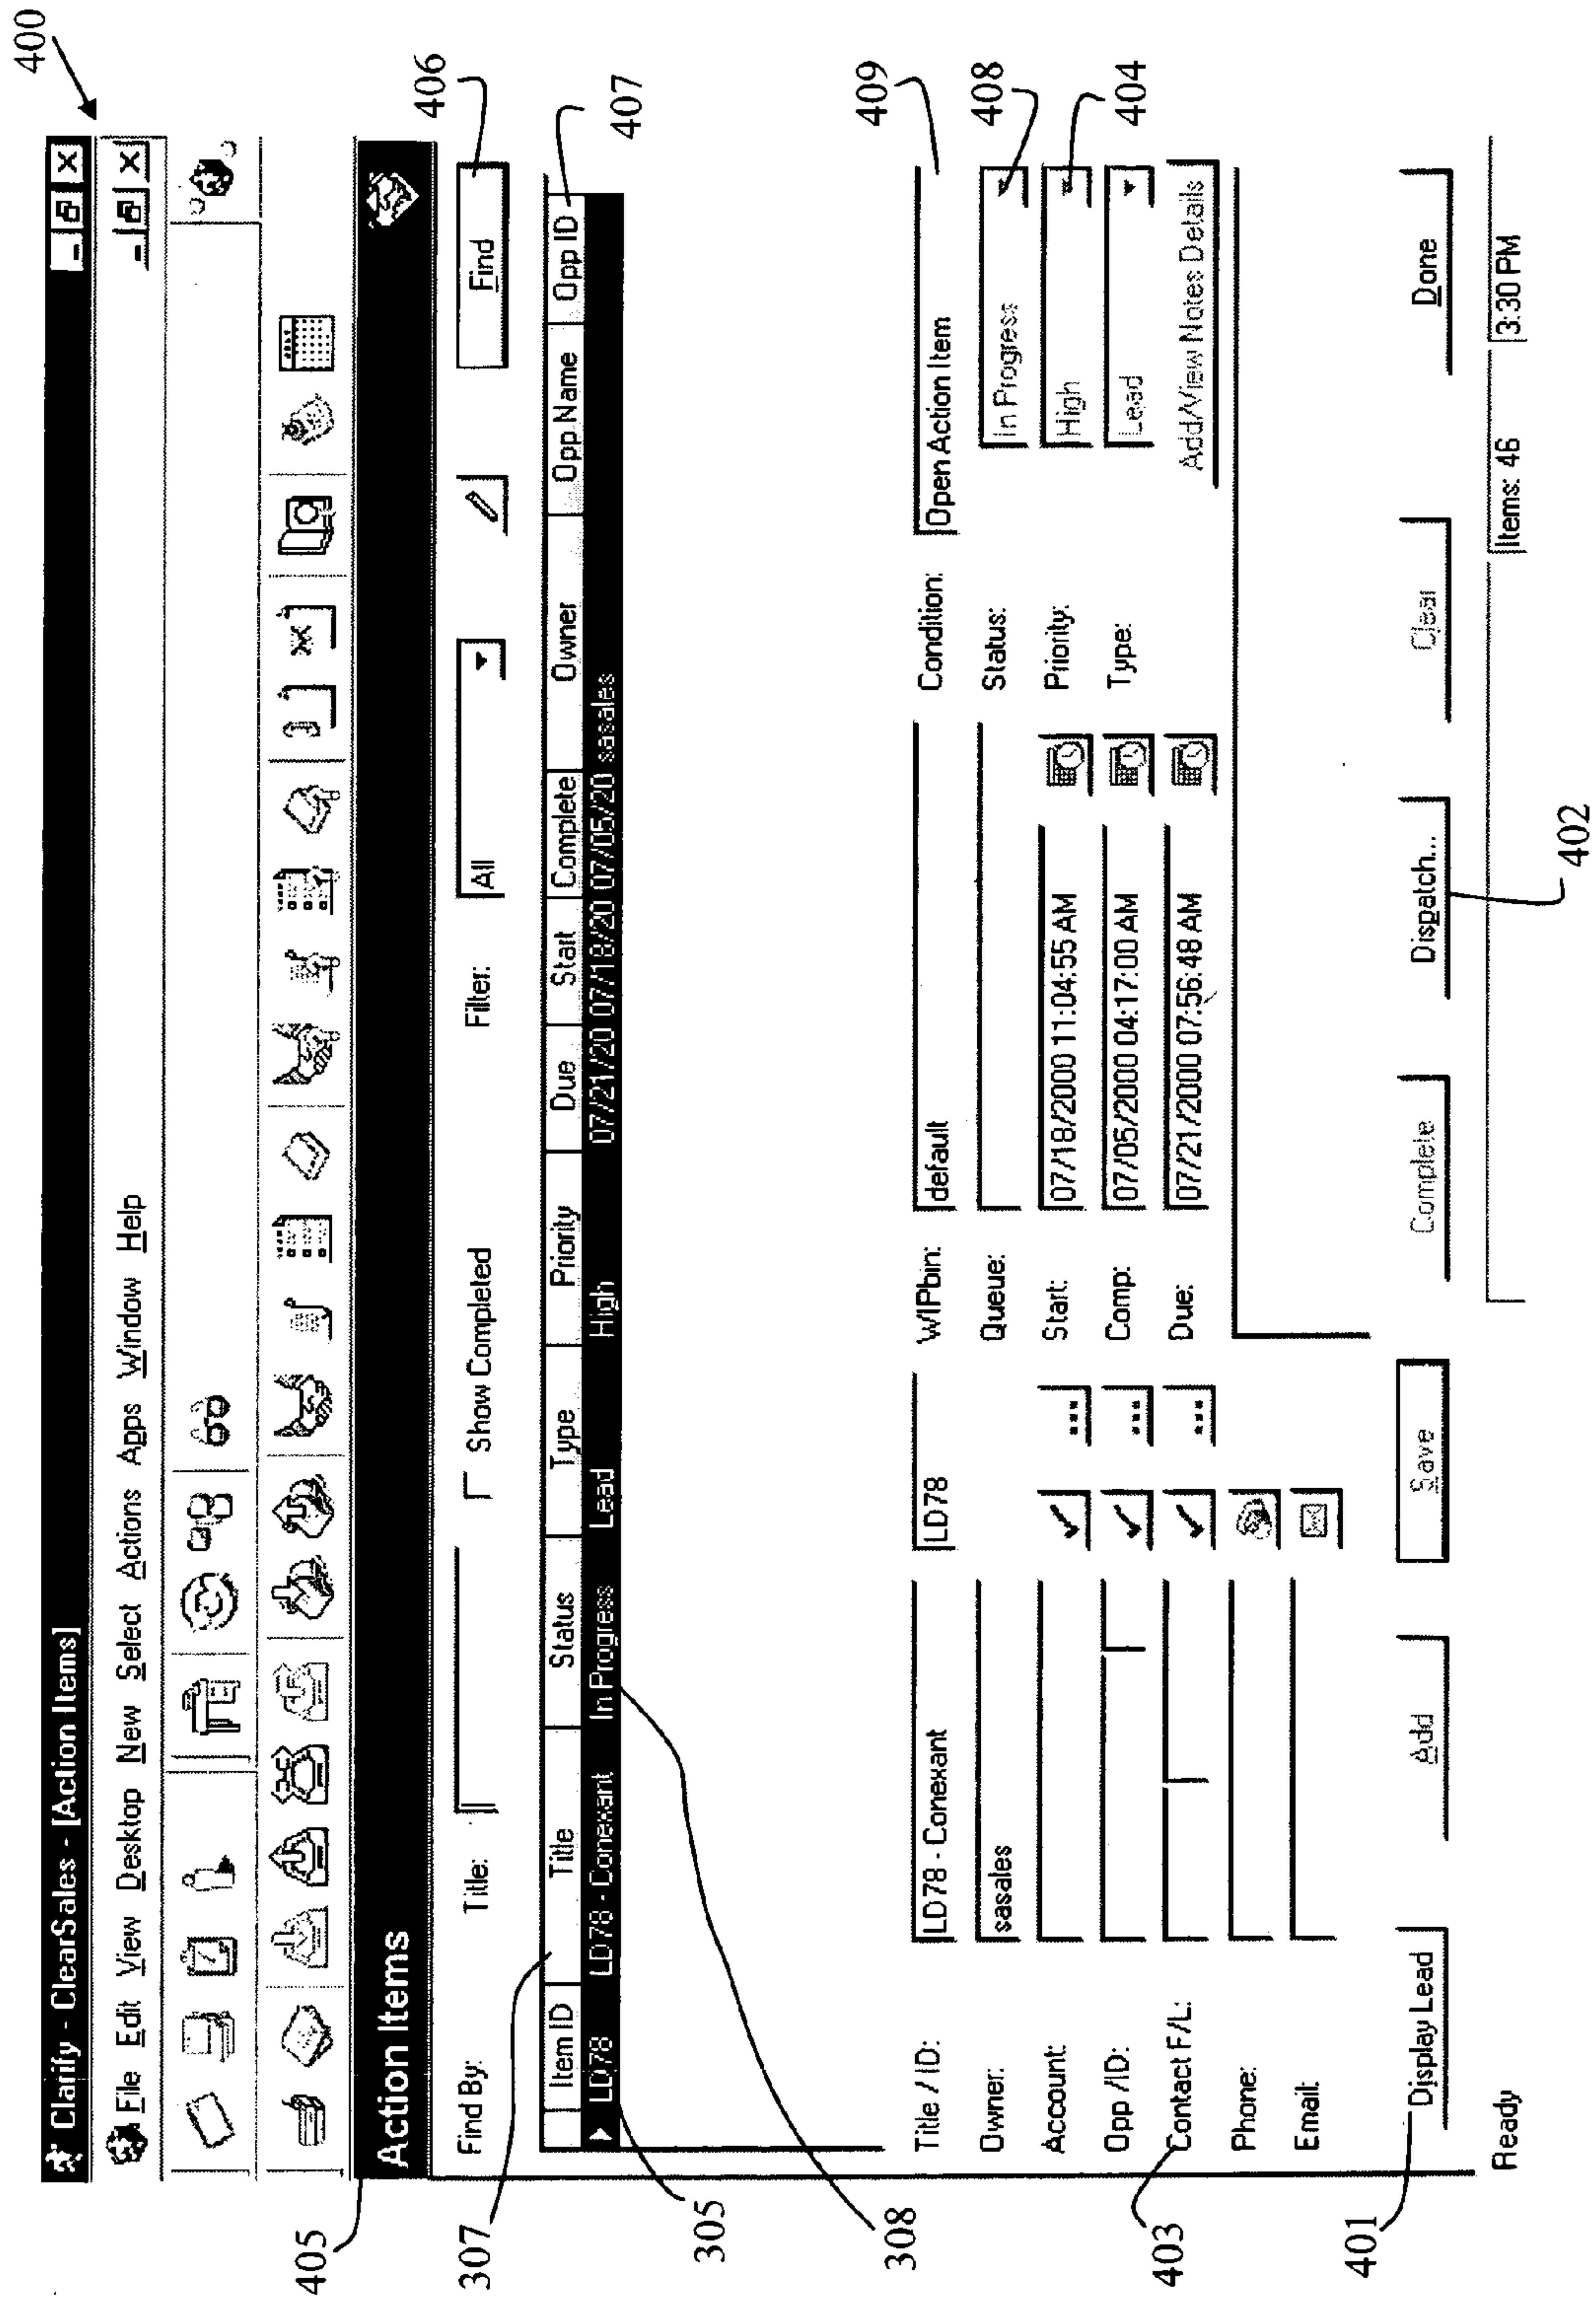 400
Clarify - ClearSales - [Action Items]
File Edit View Desktop New Select Actions Apps Window Help
405
Action Items
406
Find By: Title: Show Completed Filter: All Find
307
407
Item ID Title Status Type Priority Due Start Complete Owner Opp Name Opp ID
LD78 LD78 - Conexant In Progress Lead High 07/21/20 07/18/20 07/05/20 sasales
305
308
409
Title / ID: LD78 - Conexant LD78 WIPbin: default Condition: Open Action Item
408
Owner: sasales Queue: Status: In Progress
Account: Start: 07/18/2000 11:04:55 AM Priority: High
404
Opp /ID: Comp: 07/05/2000 04:17:00 AM Type: Lead
403
Contact F/L: Due: 07/21/2000 07:56:48 AM Add/View Notes Details
Phone:
Email:
401
Display Lead Add Save Complete Dispatch... Clear Done
Ready Items: 46 3:30 PM
402